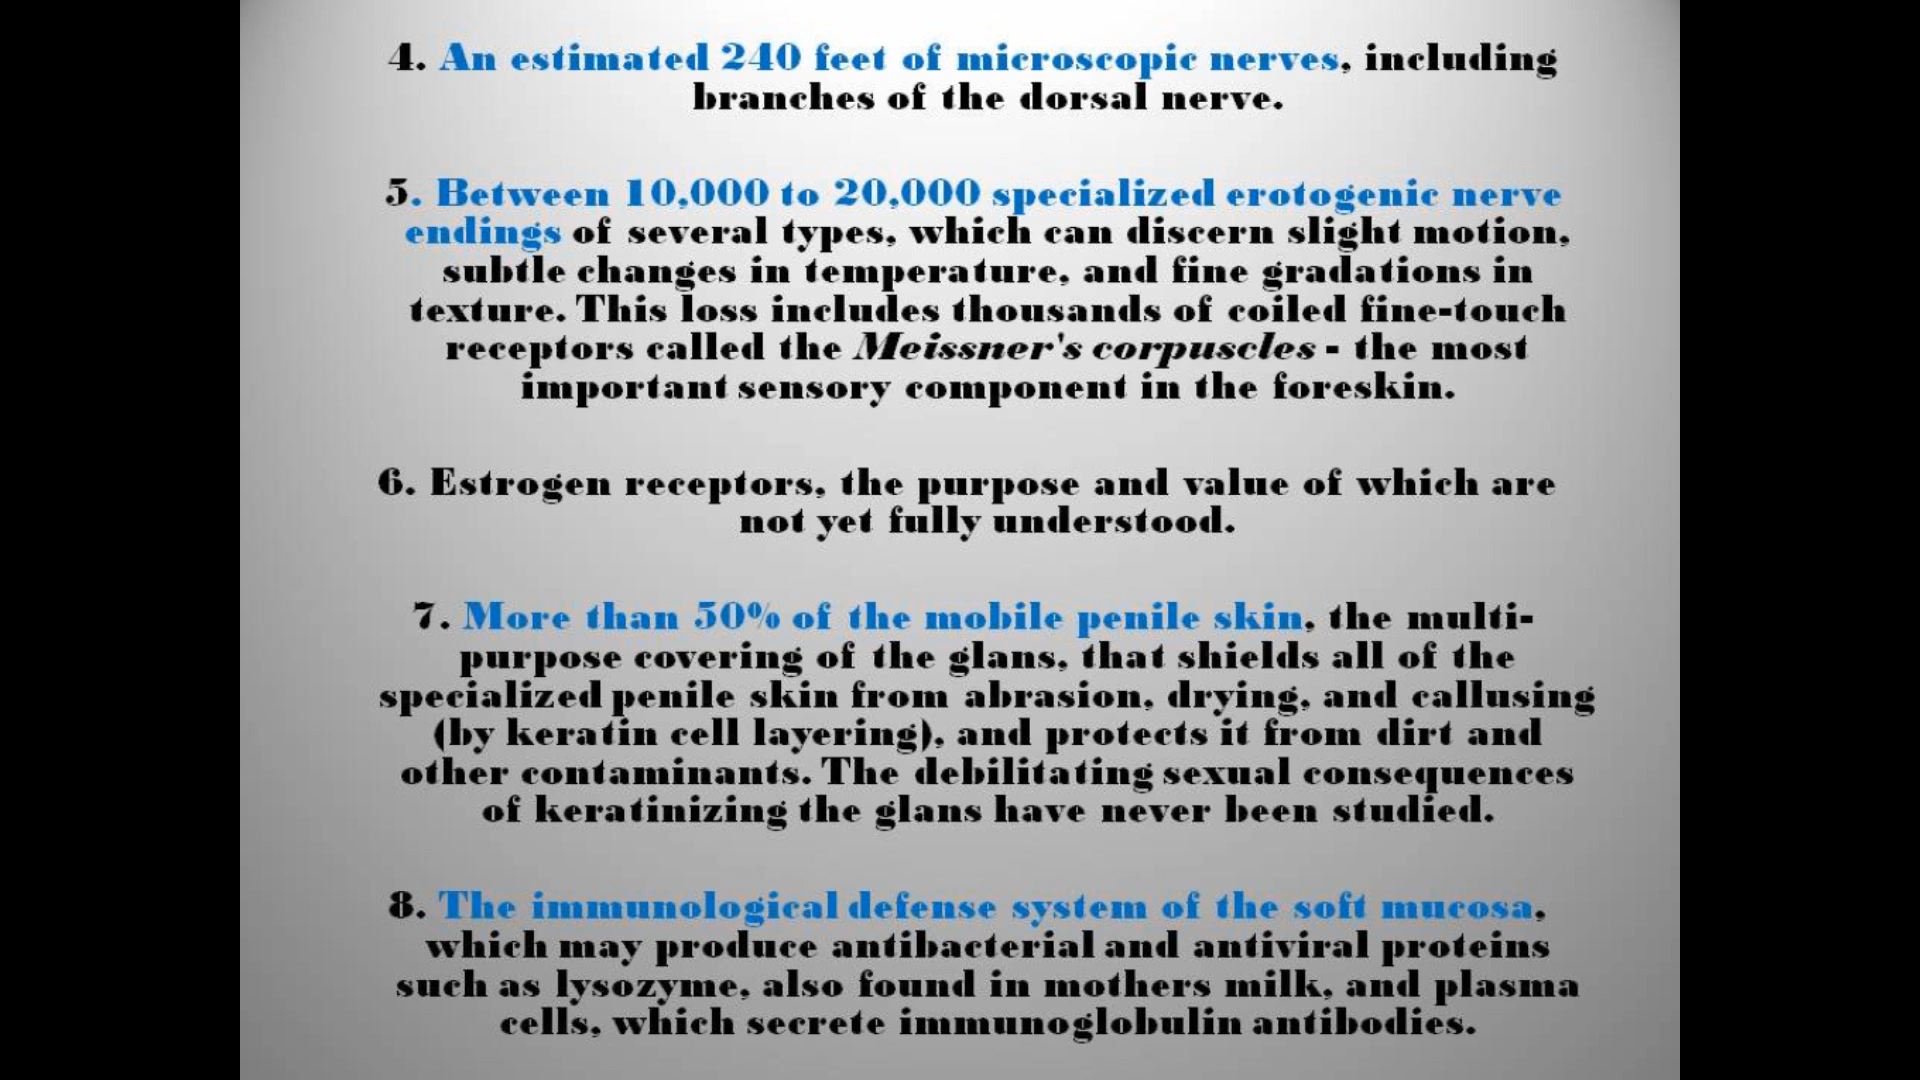 4. An estimated 240 feet of microscopic nerves, including
branches of the dorsal nerve.
5. Between 10,000 to 20,000 specialized erotogenic nerve
endings of several types, which can discern slight motion,
subtle changes in temperature, and fine gradations in
texture. This loss includes thousands of coiled fine-touch
receptors called the Meissner's corpuscles - the most
important sensory component in the foreskin.
6. Estrogen receptors, the purpose and value of which are
not yet fully understood.
7. More than 50% of the mobile penile skin, the multi-
purpose covering of the glans, that shields all of the
specialized penile skin from abrasion, drying, and callusing
(by keratin cell layering), and protects it from dirt and
other contaminants. The debilitating sexual consequences
of keratinizing the glans have never been studied.
8. The immunological defense system of the soft mucosa,
which may produce antibacterial and antiviral proteins
such as lysozyme, also found in mothers milk, and plasma
cells, which secrete immunoglobulin antibodies.